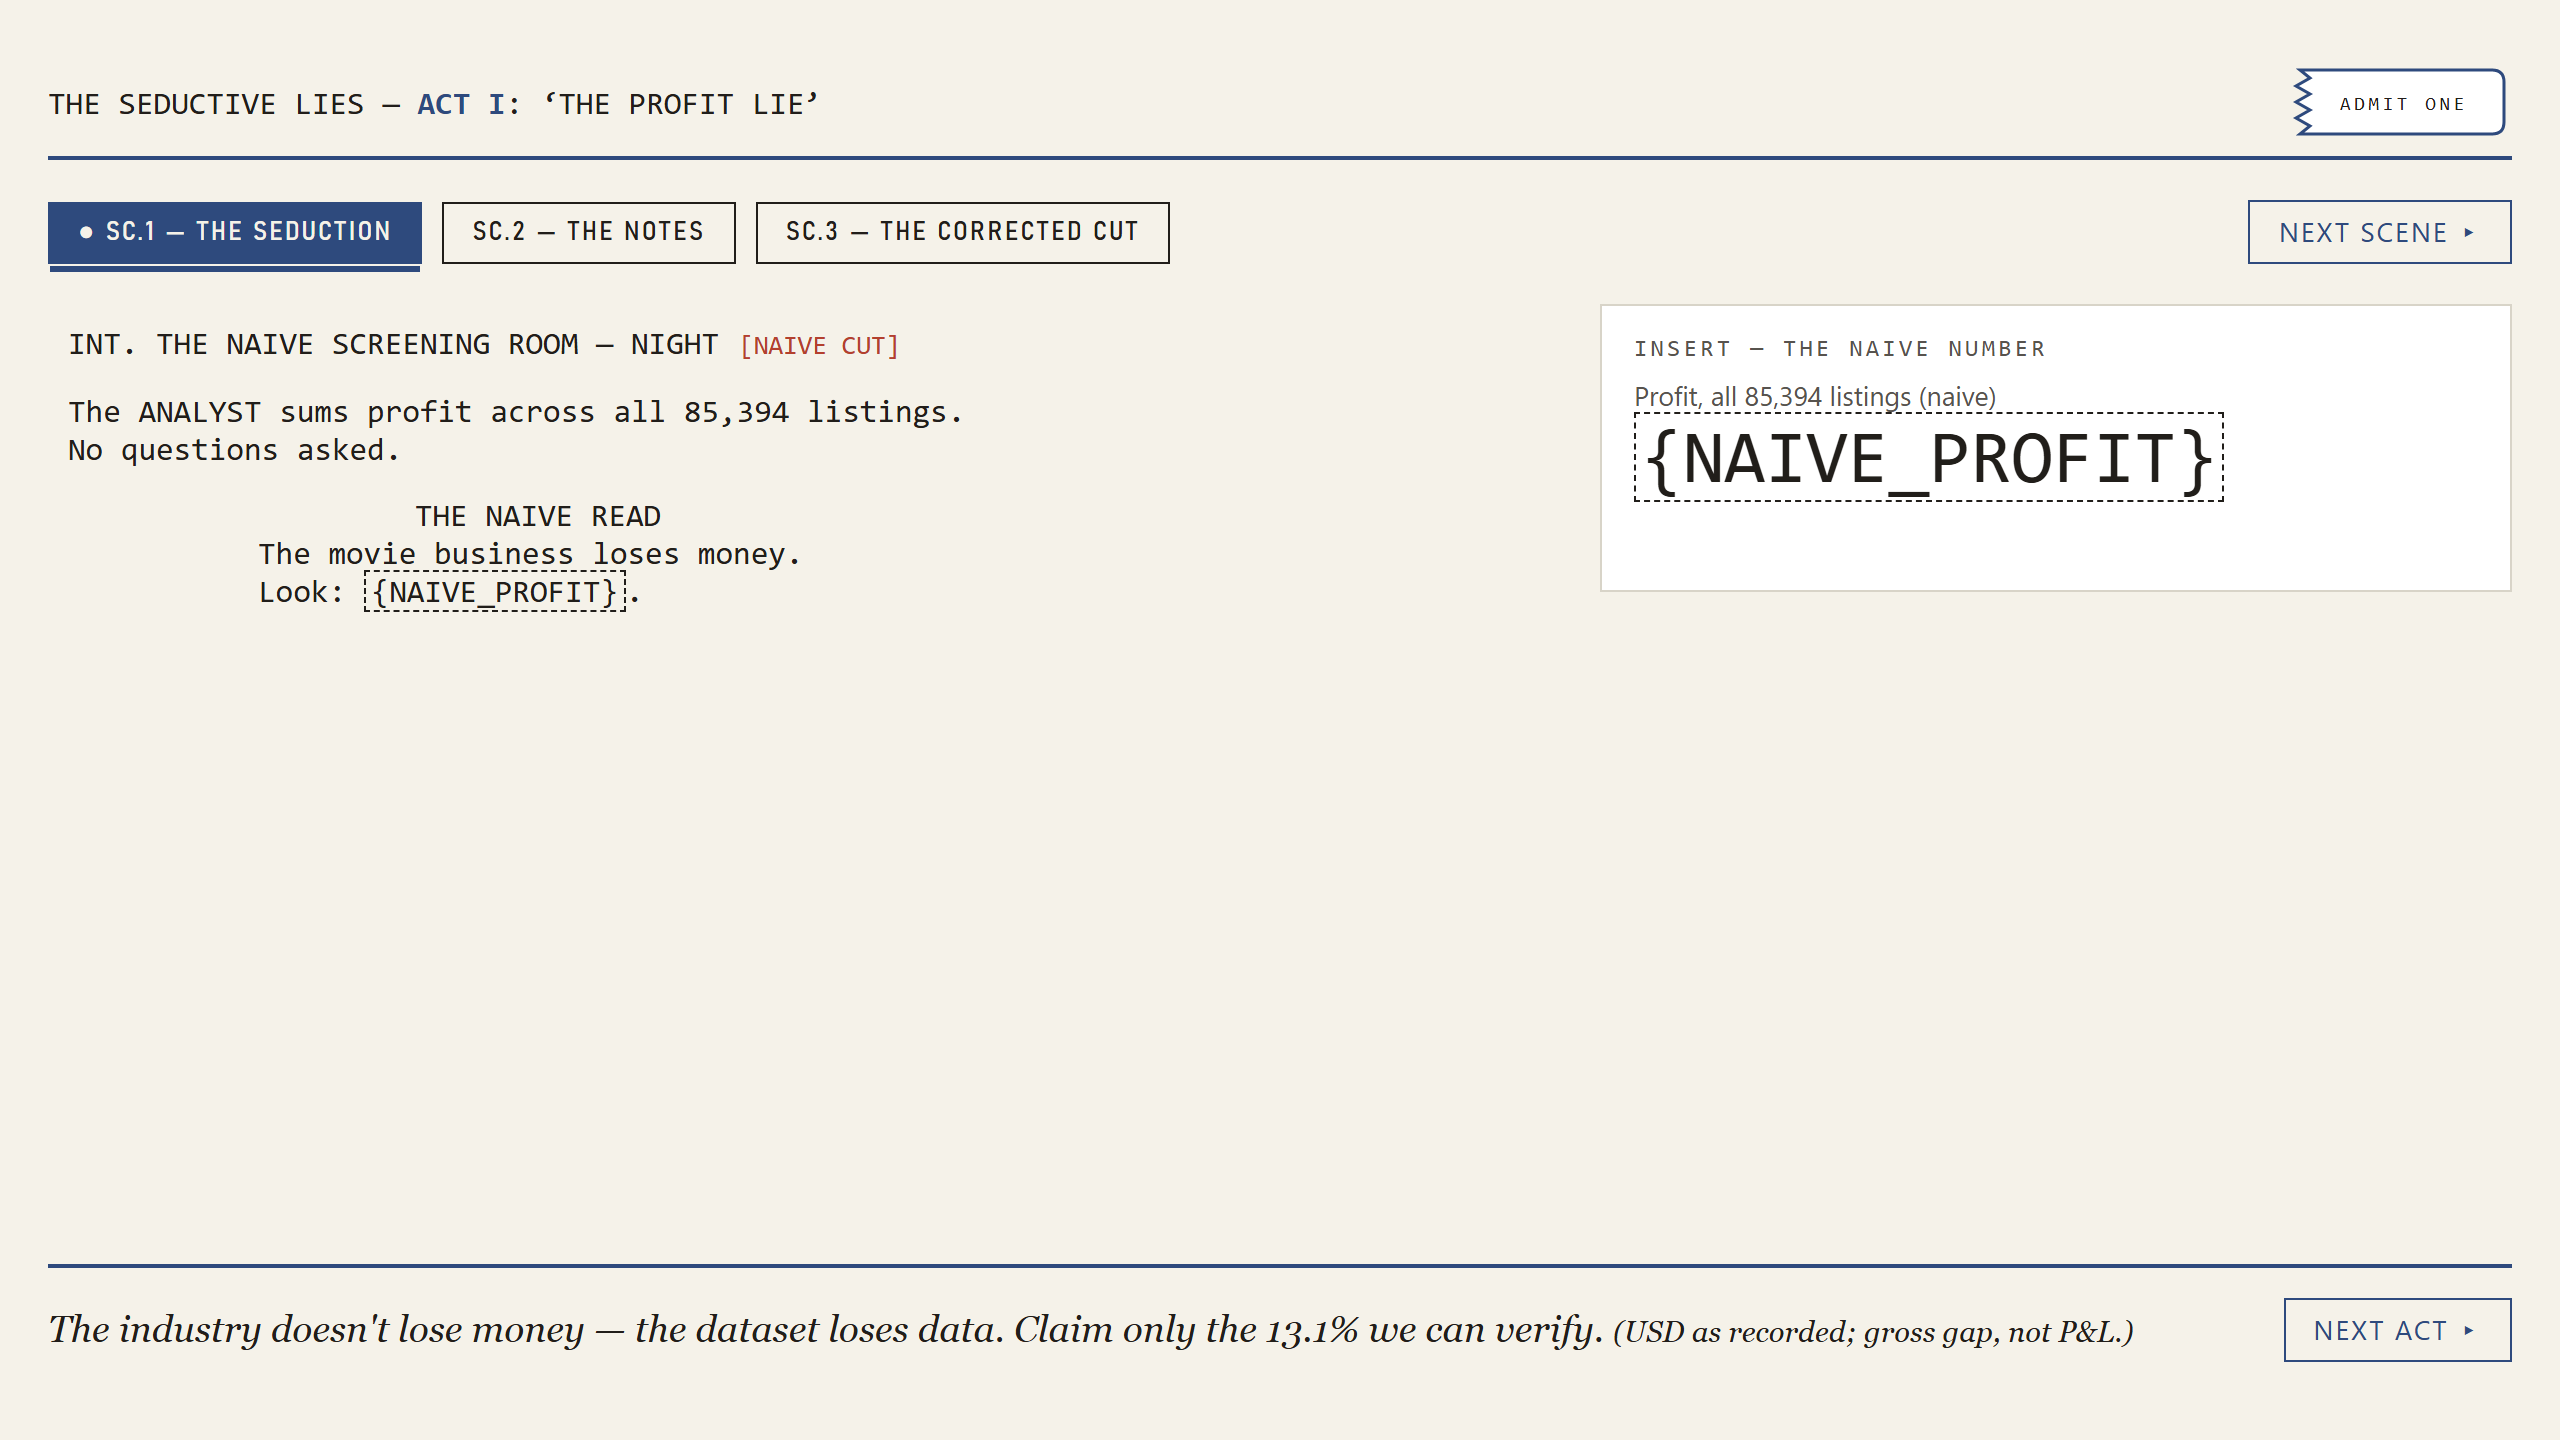 THE SEDUCTIVE LIES — ACT I: ‘THE PROFIT LIE’
ADMIT ONE
● SC.1 — THE SEDUCTION
SC.2 — THE NOTES
SC.3 — THE CORRECTED CUT
NEXT SCENE ▸
INT. THE NAIVE SCREENING ROOM — NIGHT [NAIVE CUT]
The ANALYST sums profit across all 85,394 listings.
No questions asked.
THE NAIVE READ
The movie business loses money.
Look: {NAIVE_PROFIT}.
INSERT — THE NAIVE NUMBER
Profit, all 85,394 listings (naive)
{NAIVE_PROFIT}
The industry doesn't lose money — the dataset loses data. Claim only the 13.1% we can verify. (USD as recorded; gross gap, not P&L.)
NEXT ACT ▸